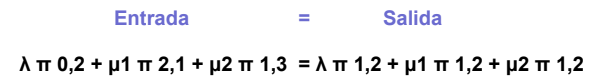 Entrada = Salida
λ π 0,2 + μ1 π 2,1 + μ2 π 1,3 = λ π 1,2 + μ1 π 1,2 + μ2 π 1,2